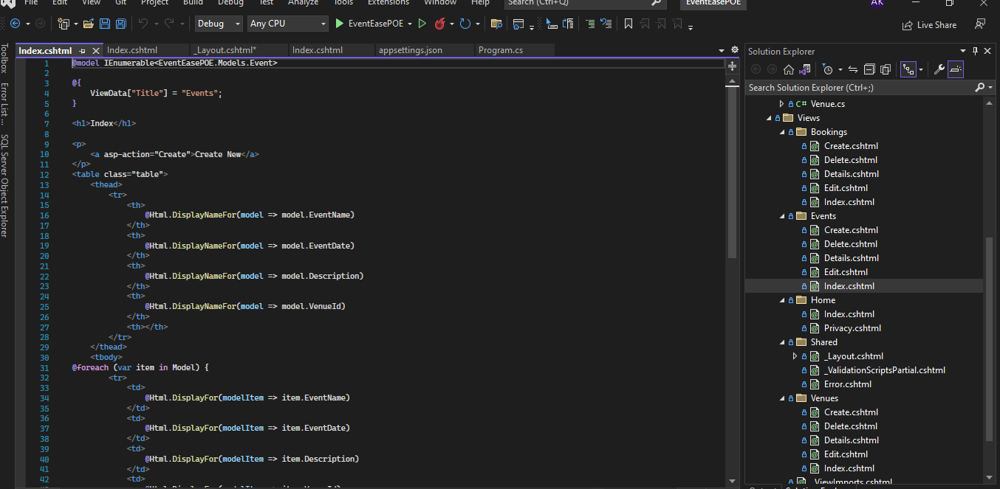 File Edit View Git Project Build Debug Test Analyze Tools Extensions Window Help Search (Ctrl+Q) EventEasePOE AK
Debug Any CPU EventEasePOE Live Share
Toolbox
Error List ...
SQL Server Object Explorer
Index.cshtml Index.cshtml _Layout.cshtml* Index.cshtml appsettings.json Program.cs
1 @model IEnumerable<EventEasePOE.Models.Event>
2
3 @{
4 ViewData["Title"] = "Events";
5 }
6
7 <h1>Index</h1>
8
9 <p>
10 <a asp-action="Create">Create New</a>
11 </p>
12 <table class="table">
13 <thead>
14 <tr>
15 <th>
16 @Html.DisplayNameFor(model => model.EventName)
17 </th>
18 <th>
19 @Html.DisplayNameFor(model => model.EventDate)
20 </th>
21 <th>
22 @Html.DisplayNameFor(model => model.Description)
23 </th>
24 <th>
25 @Html.DisplayNameFor(model => model.VenueId)
26 </th>
27 <th></th>
28 </tr>
29 </thead>
30 <tbody>
31 @foreach (var item in Model) {
32 <tr>
33 <td>
34 @Html.DisplayFor(modelItem => item.EventName)
35 </td>
36 <td>
37 @Html.DisplayFor(modelItem => item.EventDate)
38 </td>
39 <td>
40 @Html.DisplayFor(modelItem => item.Description)
41 </td>
42 <td>
Solution Explorer
Search Solution Explorer (Ctrl+;)
C# Venue.cs
Views
Bookings
Create.cshtml
Delete.cshtml
Details.cshtml
Edit.cshtml
Index.cshtml
Events
Create.cshtml
Delete.cshtml
Details.cshtml
Edit.cshtml
Index.cshtml
Home
Index.cshtml
Privacy.cshtml
Shared
_Layout.cshtml
_ValidationScriptsPartial.cshtml
Error.cshtml
Venues
Create.cshtml
Delete.cshtml
Details.cshtml
Edit.cshtml
Index.cshtml
_ViewImports.cshtml